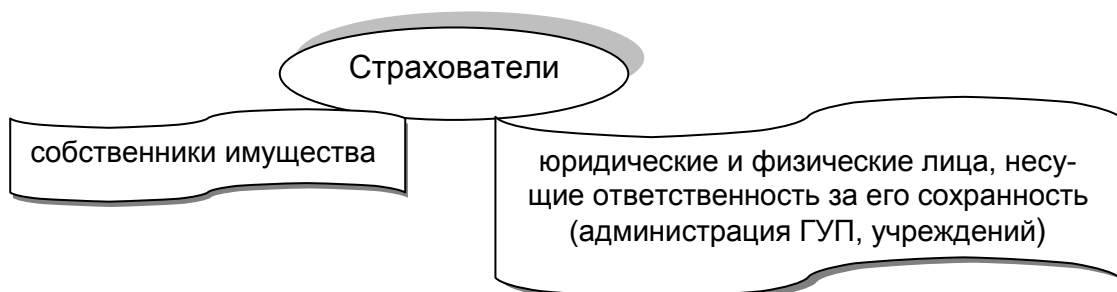 Страхователи
собственники имущества
юридические и физические лица, несу-
щие ответственность за его сохранность
(администрация ГУП, учреждений)